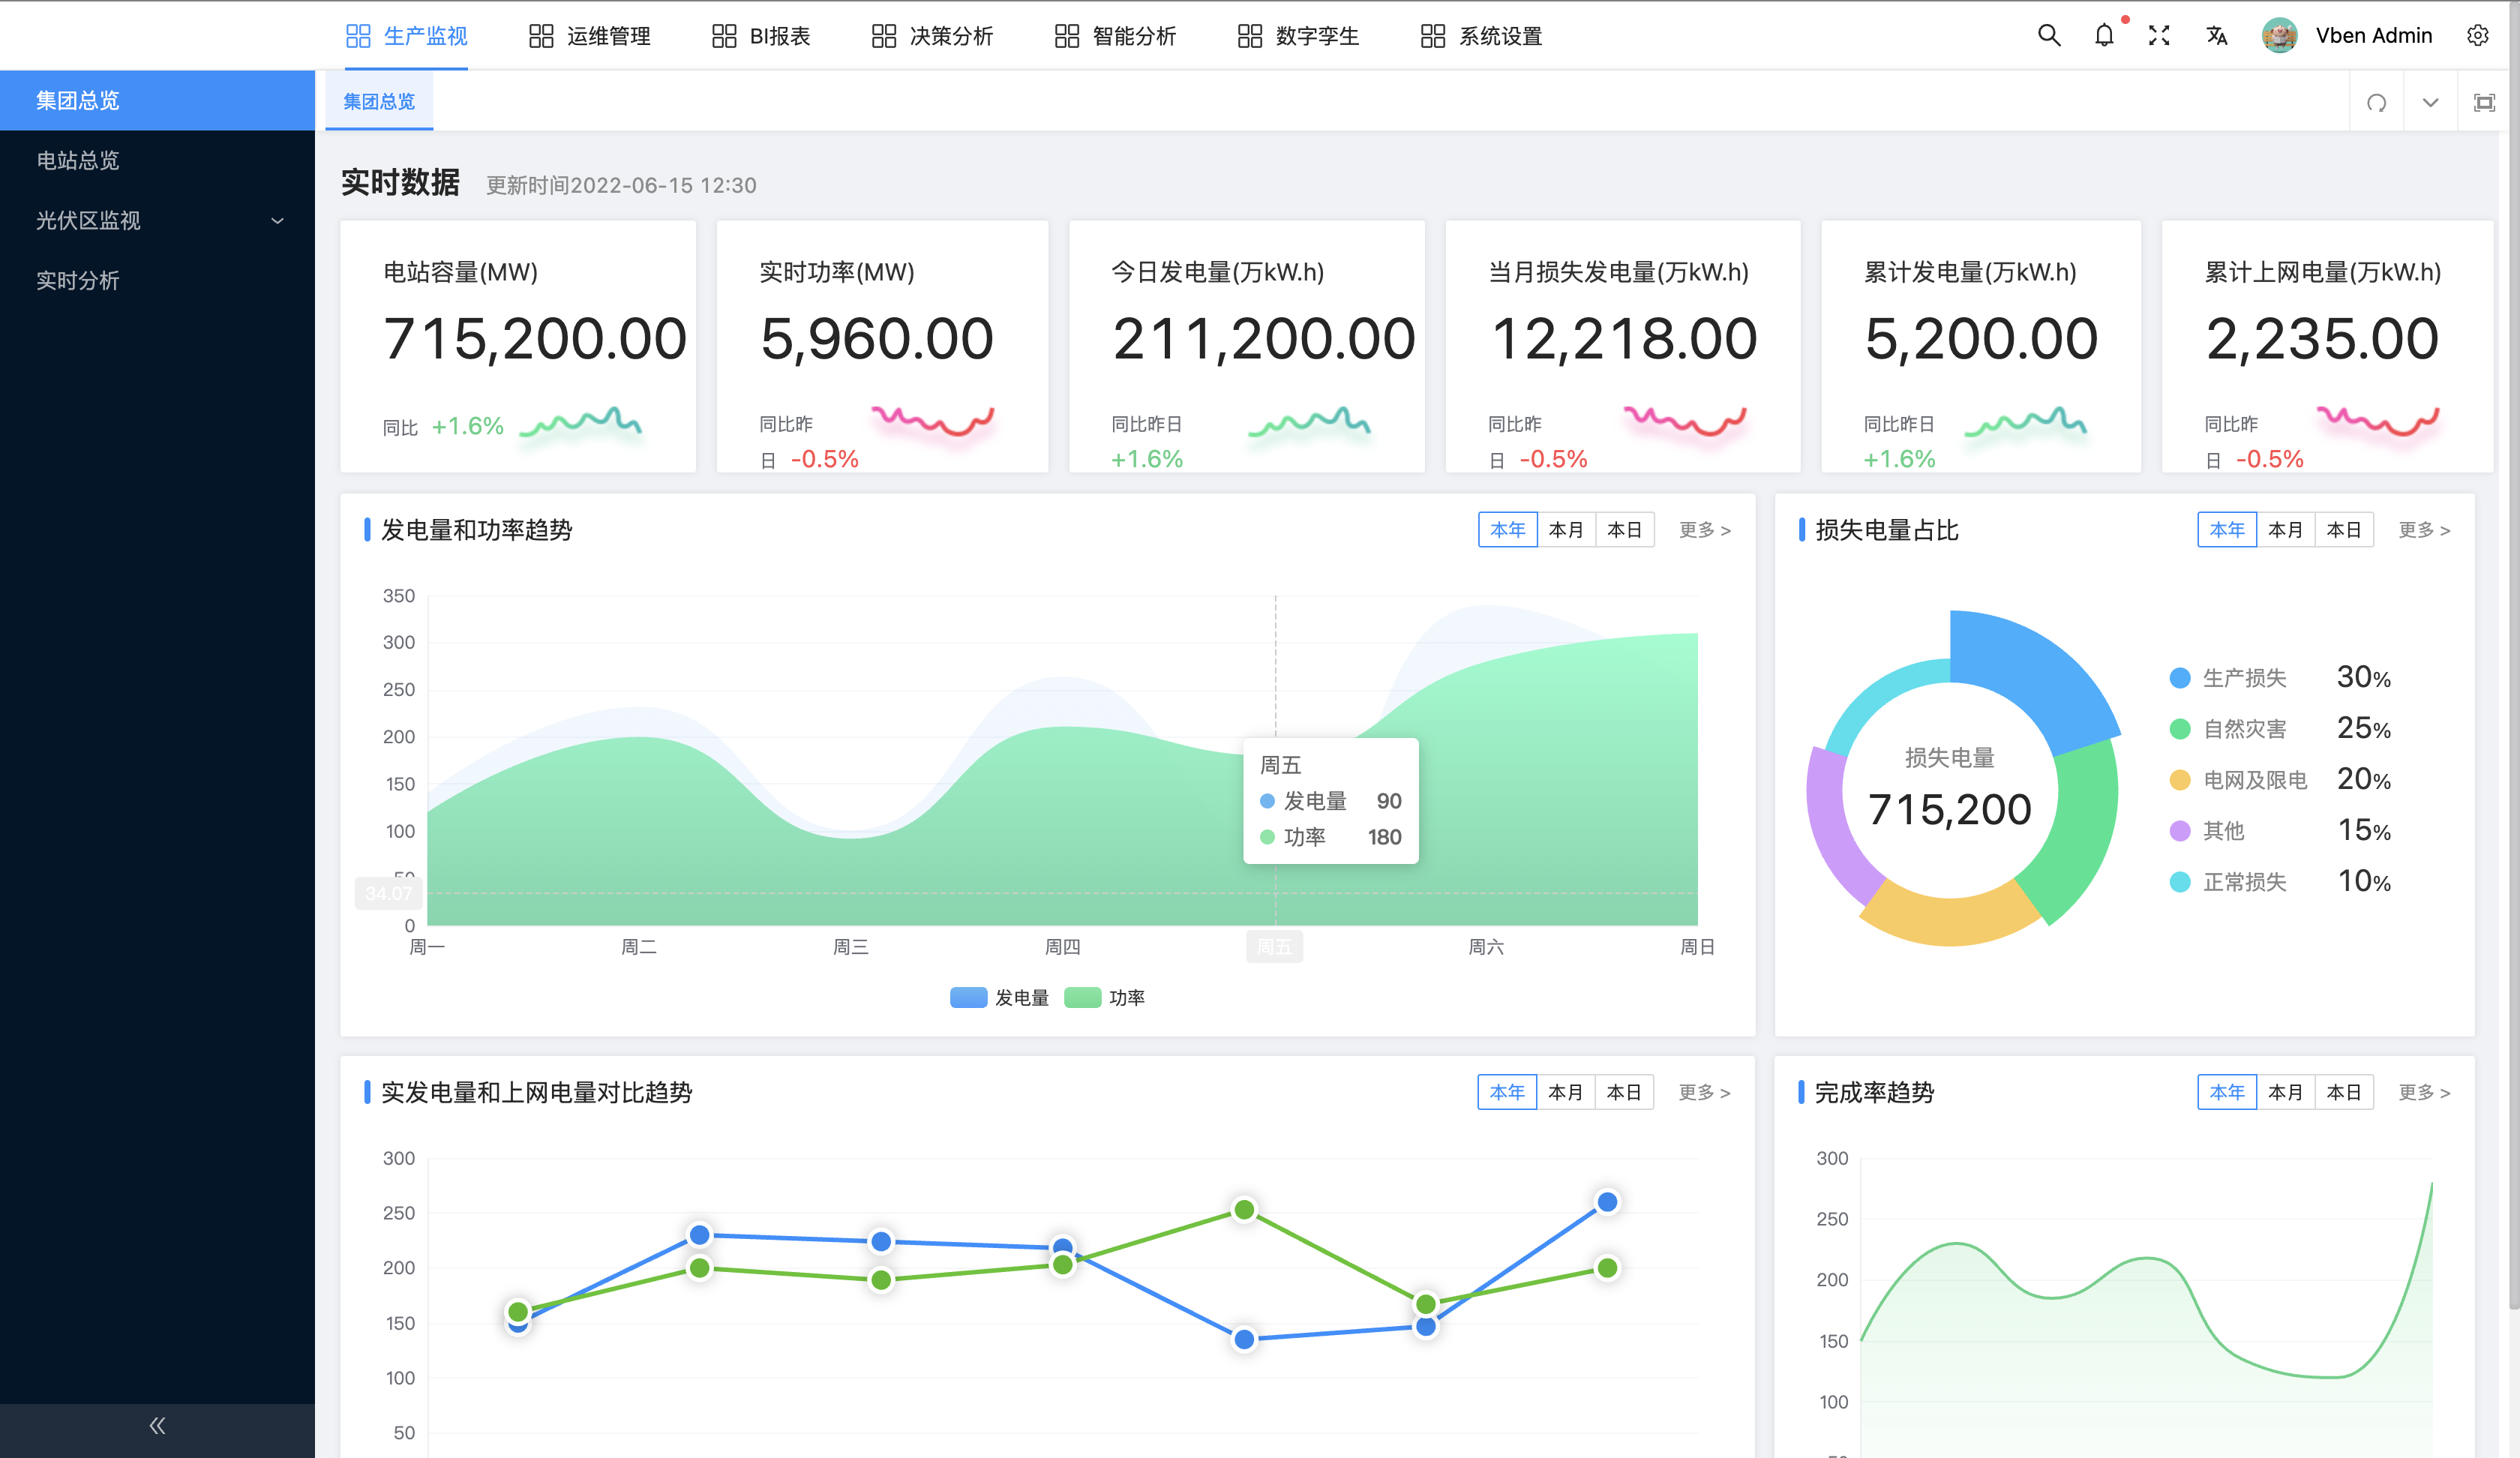 生产监视 运维管理 BI报表 决策分析 智能分析 数字孪生 系统设置 Vben Admin
集团总览
电站总览
光伏区监视
实时分析
集团总览
实时数据 更新时间2022-06-15 12:30
电站容量(MW)
715,200.00
同比 +1.6%
实时功率(MW)
5,960.00
同比昨
日 -0.5%
今日发电量(万kW.h)
211,200.00
同比昨日
+1.6%
当月损失发电量(万kW.h)
12,218.00
同比昨
日 -0.5%
累计发电量(万kW.h)
5,200.00
同比昨日
+1.6%
累计上网电量(万kW.h)
2,235.00
同比昨
日 -0.5%
发电量和功率趋势 本年 本月 本日 更多 >
350
300
250
200
150
100
50
34.07
0
周一 周二 周三 周四 周五 周六 周日
周五
发电量 90
功率 180
发电量 功率
损失电量占比 本年 本月 本日 更多 >
损失电量
715,200
生产损失 30%
自然灾害 25%
电网及限电 20%
其他 15%
正常损失 10%
实发电量和上网电量对比趋势 本年 本月 本日 更多 >
300
250
200
150
100
50
完成率趋势 本年 本月 本日 更多 >
300
250
200
150
100